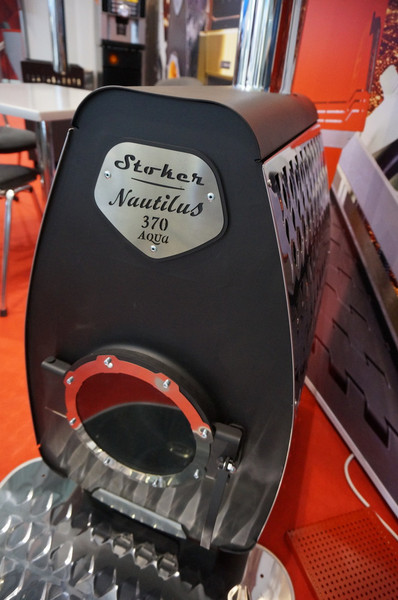 Stoker
Nautilus
370
AQUA